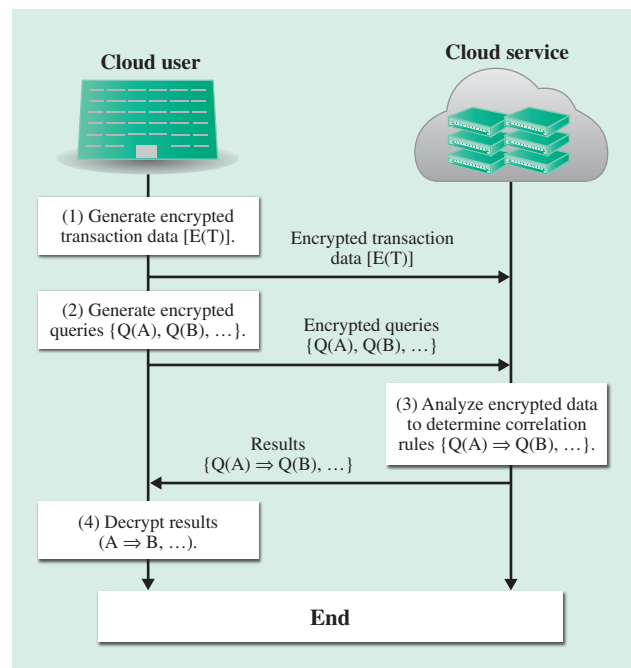 Cloud user
Cloud service
(1) Generate encrypted
transaction data [E(T)].
Encrypted transaction
data [E(T)]
(2) Generate encrypted
queries {Q(A), Q(B), …}.
Encrypted queries
{Q(A), Q(B), …}
(3) Analyze encrypted data
to determine correlation
rules {Q(A) ⇒ Q(B), …}.
Results
{Q(A) ⇒ Q(B), …}
(4) Decrypt results
(A ⇒ B, …).
End